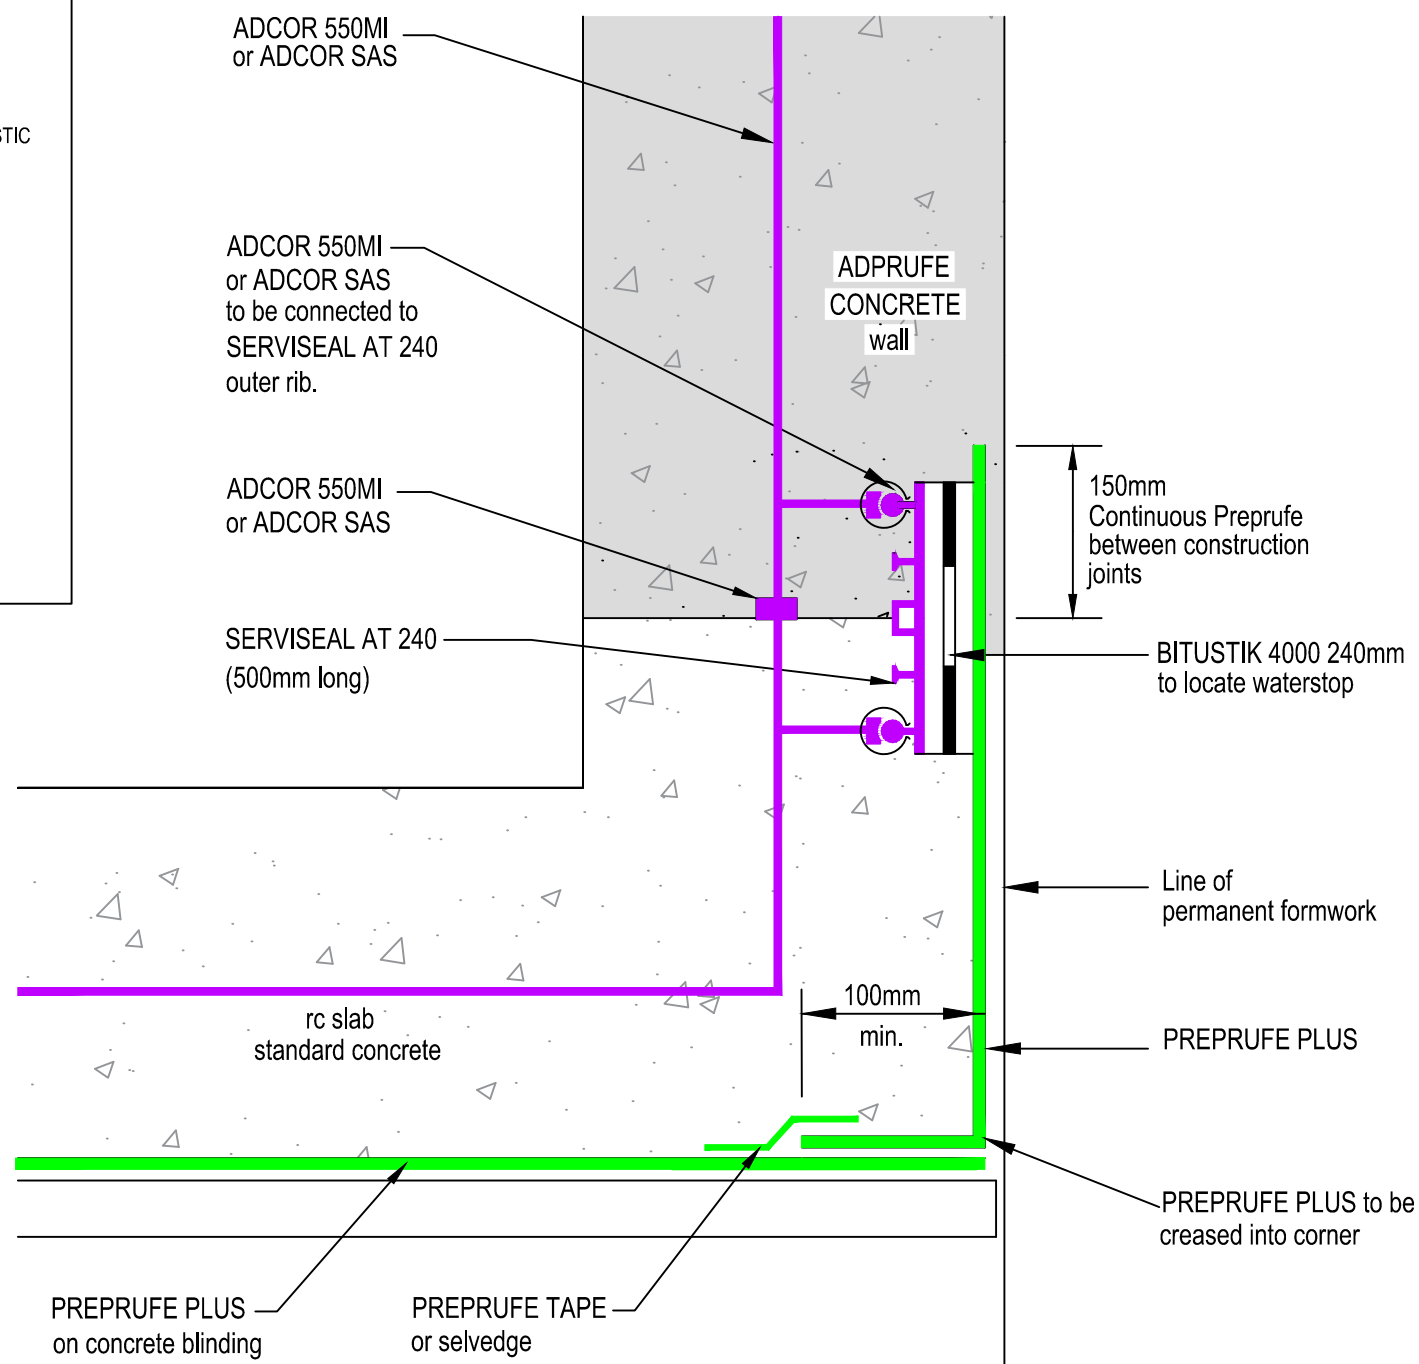 ADCOR 550MI
or ADCOR SAS
STIC
ADCOR 550MI
or ADCOR SAS
to be connected to
SERVISEAL AT 240
outer rib.
ADPRUFE
CONCRETE
wall
ADCOR 550MI
or ADCOR SAS
150mm
Continuous Preprufe
between construction
joints
SERVISEAL AT 240
(500mm long)
BITUSTIK 4000 240mm
to locate waterstop
Line of
permanent formwork
100mm
min.
rc slab
standard concrete
PREPRUFE PLUS
PREPRUFE PLUS to be
creased into corner
PREPRUFE PLUS
on concrete blinding
PREPRUFE TAPE
or selvedge